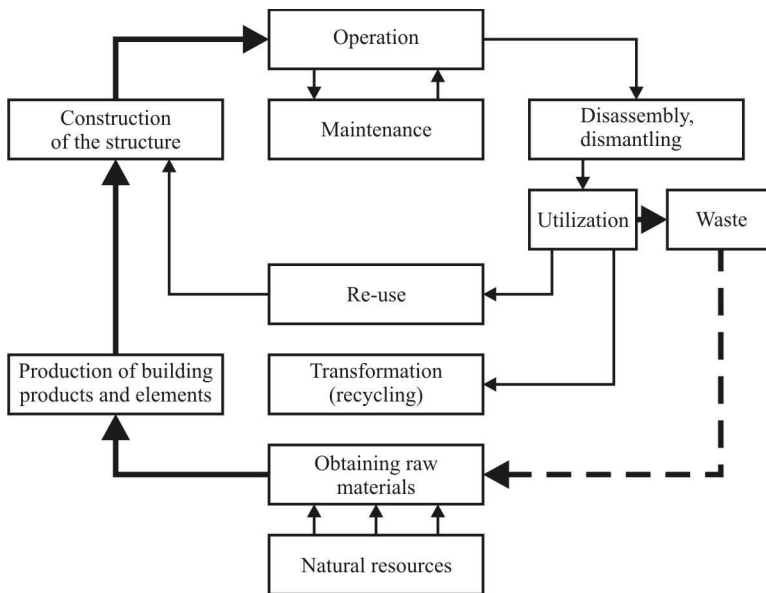 Operation
Construction
of the structure
Maintenance
Disassembly,
dismantling
Utilization
Waste
Re-use
Production of building
products and elements
Transformation
(recycling)
Obtaining raw
materials
Natural resources